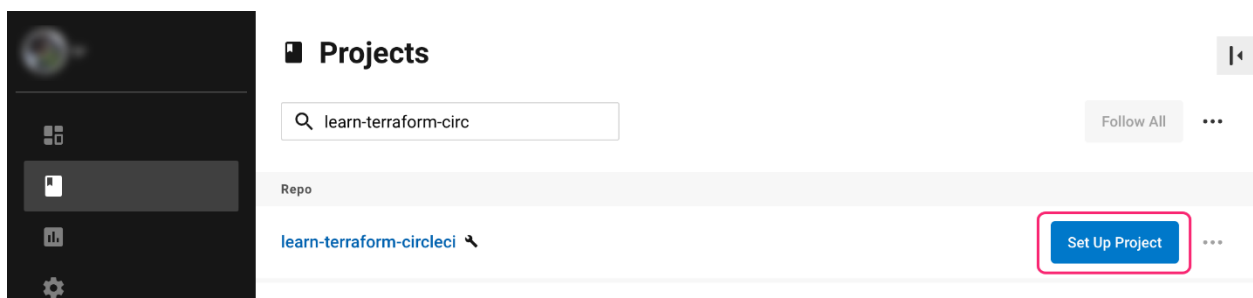 Projects
learn-terraform-circ
Follow All
Repo
learn-terraform-circleci
Set Up Project